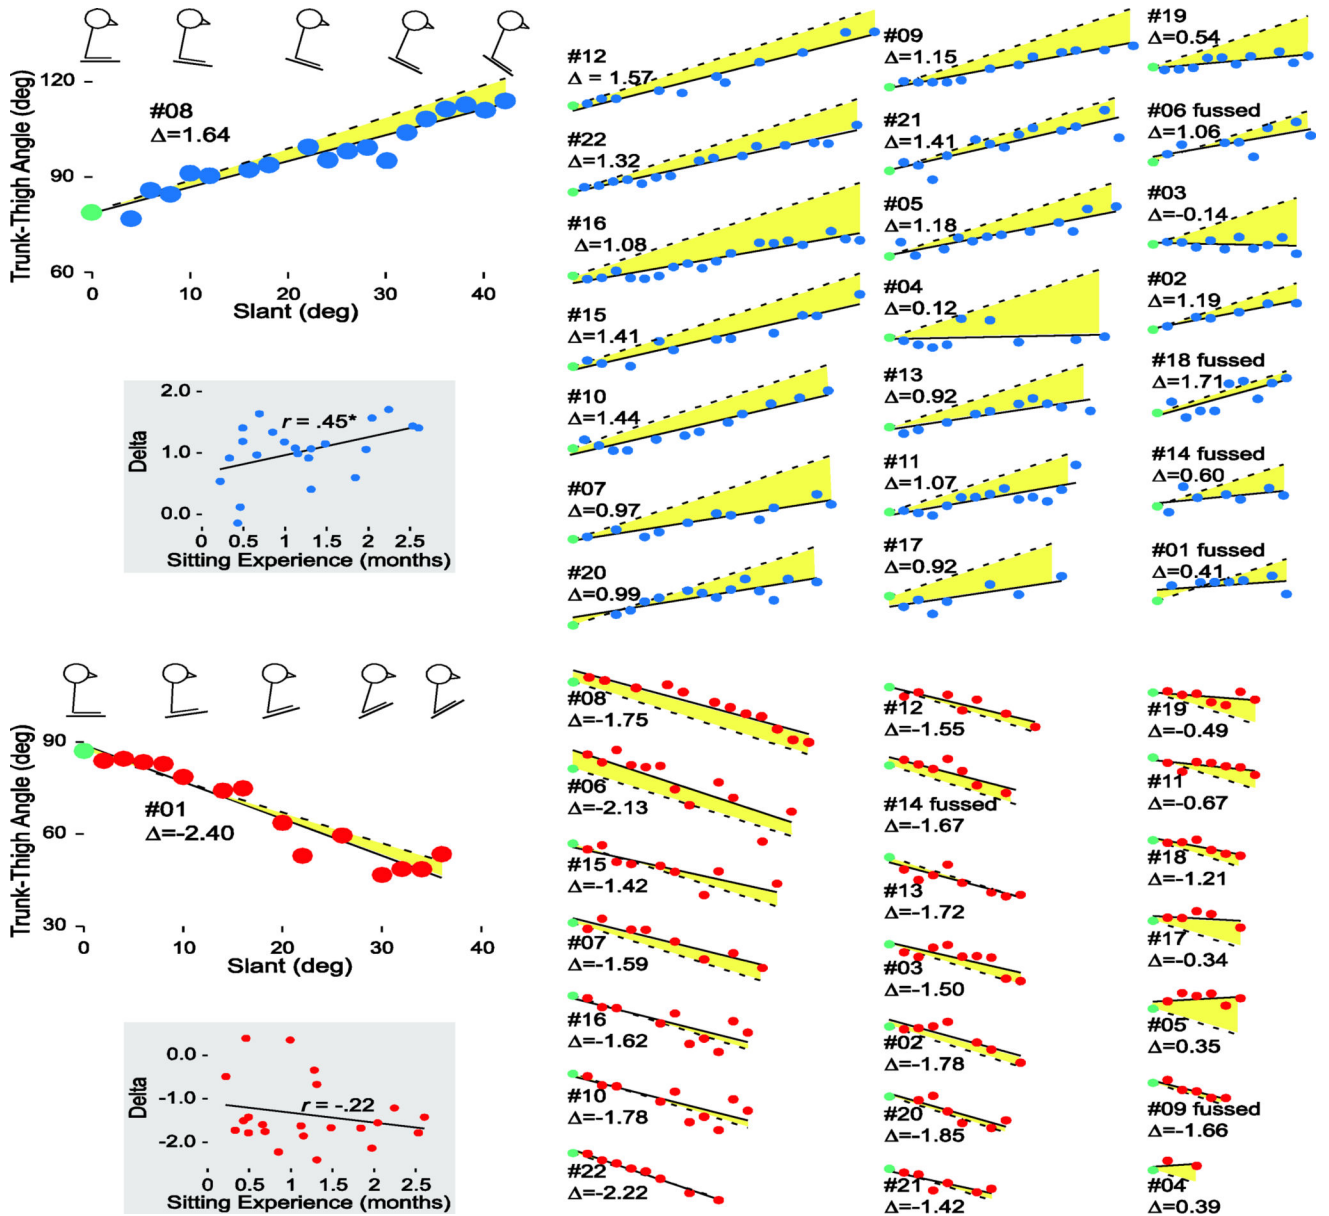 Trunk-Thigh Angle (deg)
120
90
60
#08
Δ=1.64
0
10
20
30
40
Slant (deg)
Delta
2.0
1.0
0.0
r = .45*
0 0.5 1 1.5 2 2.5
Sitting Experience (months)
#12
Δ = 1.57
#22
Δ=1.32
#16
Δ=1.08
#15
Δ=1.41
#10
Δ=1.44
#07
Δ=0.97
#20
Δ=0.99
#09
Δ=1.15
#21
Δ=1.41
#05
Δ=1.18
#04
Δ=0.12
#13
Δ=0.92
#11
Δ=1.07
#17
Δ=0.92
#19
Δ=0.54
#06 fussed
Δ=1.06
#03
Δ=-0.14
#02
Δ=1.19
#18 fussed
Δ=1.71
#14 fussed
Δ=0.60
#01 fussed
Δ=0.41
Trunk-Thigh Angle (deg)
90
60
30
#01
Δ=-2.40
0
10
20
30
40
Slant (deg)
Delta
0.0
-1.0
-2.0
r = -.22
0 0.5 1 1.5 2 2.5
Sitting Experience (months)
#08
Δ=-1.75
#06
Δ=-2.13
#15
Δ=-1.42
#07
Δ=-1.59
#16
Δ=-1.62
#10
Δ=-1.78
#22
Δ=-2.22
#12
Δ=-1.55
#14 fussed
Δ=-1.67
#13
Δ=-1.72
#03
Δ=-1.50
#02
Δ=-1.78
#20
Δ=-1.85
#21
Δ=-1.42
#19
Δ=-0.49
#11
Δ=-0.67
#18
Δ=-1.21
#17
Δ=-0.34
#05
Δ=0.35
#09 fussed
Δ=-1.66
#04
Δ=0.39